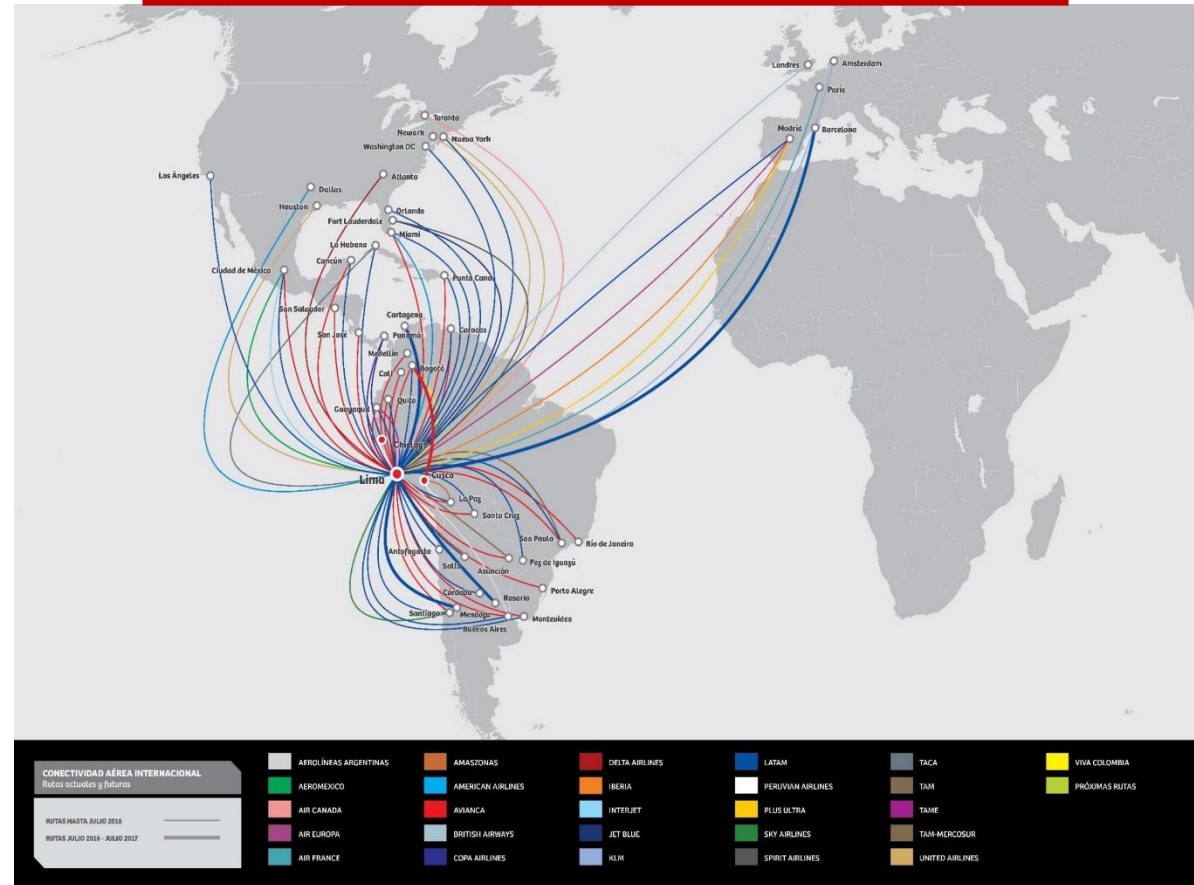 Londres
Amsterdam
París
Madrid
Barcelona
Toronto
Newark
Nueva York
Washington DC
Los Ángeles
Atlanta
Dallas
Houston
Orlando
Fort Lauderdale
Miami
La Habana
Cancún
Ciudad de México
Punta Cana
San Salvador
Cartagena
San José
Panamá
Caracas
Medellín
Bogotá
Cali
Quito
Guayaquil
Chiclayo
Lima
Cusco
La Paz
Santa Cruz
Sao Paulo
Río de Janeiro
Antofagasta
Salta
Asunción
Foz de Iguazú
Córdoba
Rosario
Porto Alegre
Santiago
Mendoza
Buenos Aires
Montevideo
CONECTIVIDAD AÉREA INTERNACIONAL
Rutas actuales y futuras
RUTAS HASTA JULIO 2016
RUTAS JULIO 2016 - JULIO 2017
AEROLÍNEAS ARGENTINAS
AEROMEXICO
AIR CANADA
AIR EUROPA
AIR FRANCE
AMASZONAS
AMERICAN AIRLINES
AVIANCA
BRITISH AIRWAYS
COPA AIRLINES
DELTA AIRLINES
IBERIA
INTERJET
JET BLUE
KLM
LATAM
PERUVIAN AIRLINES
PLUS ULTRA
SKY AIRLINES
SPIRIT AIRLINES
TACA
TAM
TAME
TAM-MERCOSUR
UNITED AIRLINES
VIVA COLOMBIA
PRÓXIMAS RUTAS